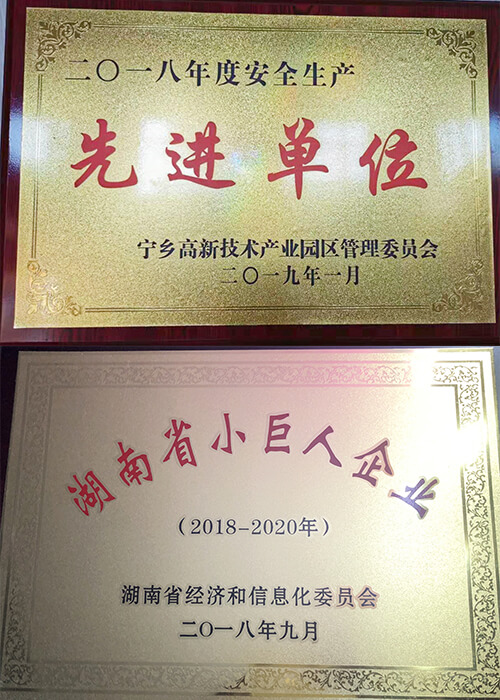 二〇一八年度安全生产
先进单位
宁乡高新技术产业园区管理委员会
二〇一九年一月
湖南省小巨人企业
(2018-2020年)
湖南省经济和信息化委员会
二〇一八年九月